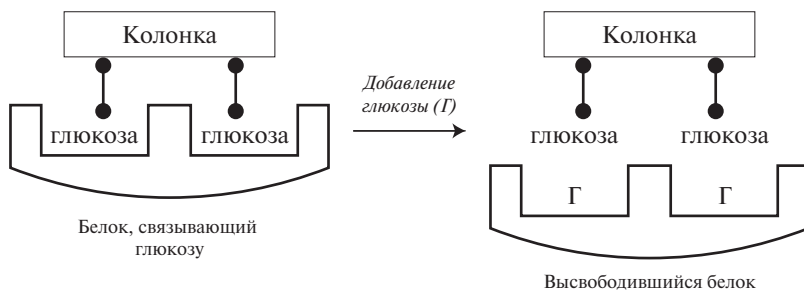 Колонка
глюкоза глюкоза
Белок, связывающий
глюкозу
Добавление
глюкозы (Г)
Колонка
глюкоза глюкоза
Г Г
Высвободившийся белок